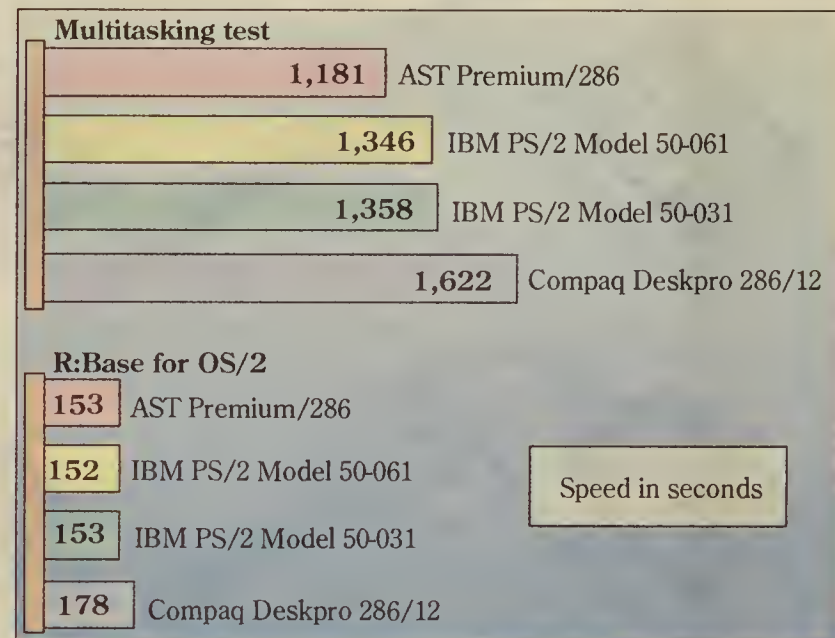 Multitasking test
1,181 AST Premium/286
1,346 IBM PS/2 Model 50-061
1,358 IBM PS/2 Model 50-031
1,622 Compaq Deskpro 286/12
R:Base for OS/2
153 AST Premium/286
152 IBM PS/2 Model 50-061
153 IBM PS/2 Model 50-031
178 Compaq Deskpro 286/12
Speed in seconds